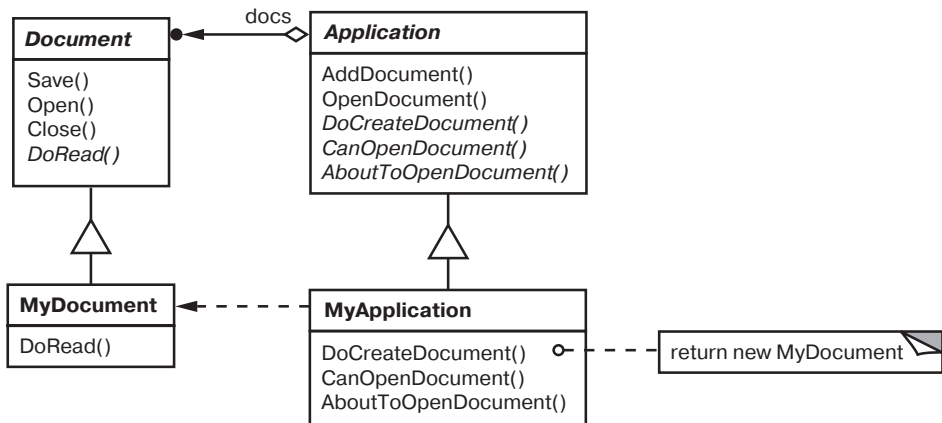 docs
Document
Save()
Open()
Close()
DoRead()
Application
AddDocument()
OpenDocument()
DoCreateDocument()
CanOpenDocument()
AboutToOpenDocument()
MyDocument
DoRead()
MyApplication
DoCreateDocument()
CanOpenDocument()
AboutToOpenDocument()
return new MyDocument